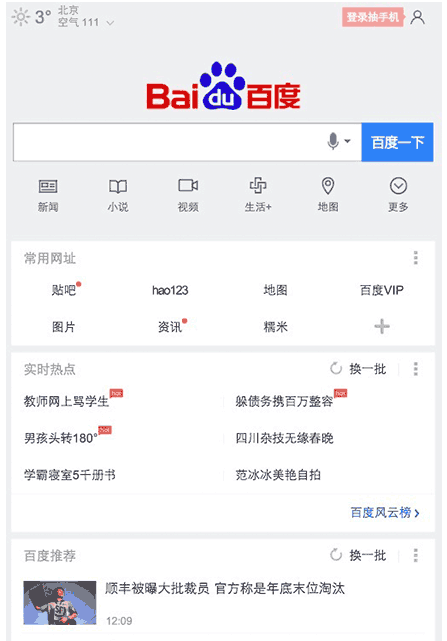 3° 北京 登录抽手机
空气 111
Bai du 百度
百度一下
新闻 小说 视频 生活+ 地图 更多
常用网址
贴吧 hao123 地图 百度VIP
图片 资讯 糯米
实时热点 换一批
教师网上骂学生 hot 躲债务携百万整容 hot
男孩头转180° hot 四川杂技无缘春晚
学霸寝室5千册书 范冰冰美艳自拍
百度风云榜 >
百度推荐 换一批
顺丰被曝大批裁员 官方称是年底末位淘汰
12:09